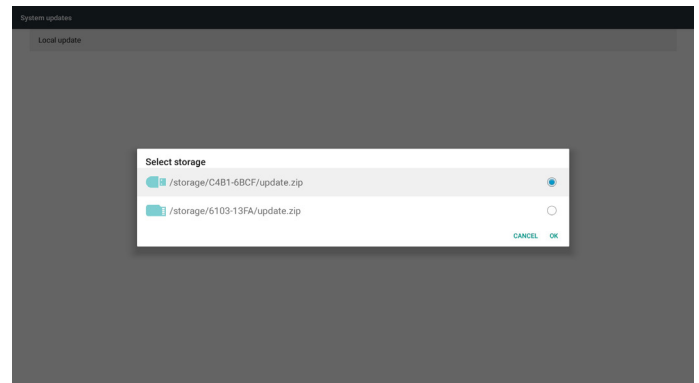 System updates
Local update
Select storage
/storage/C4B1-6BCF/update.zip
/storage/6103-13FA/update.zip
CANCEL OK